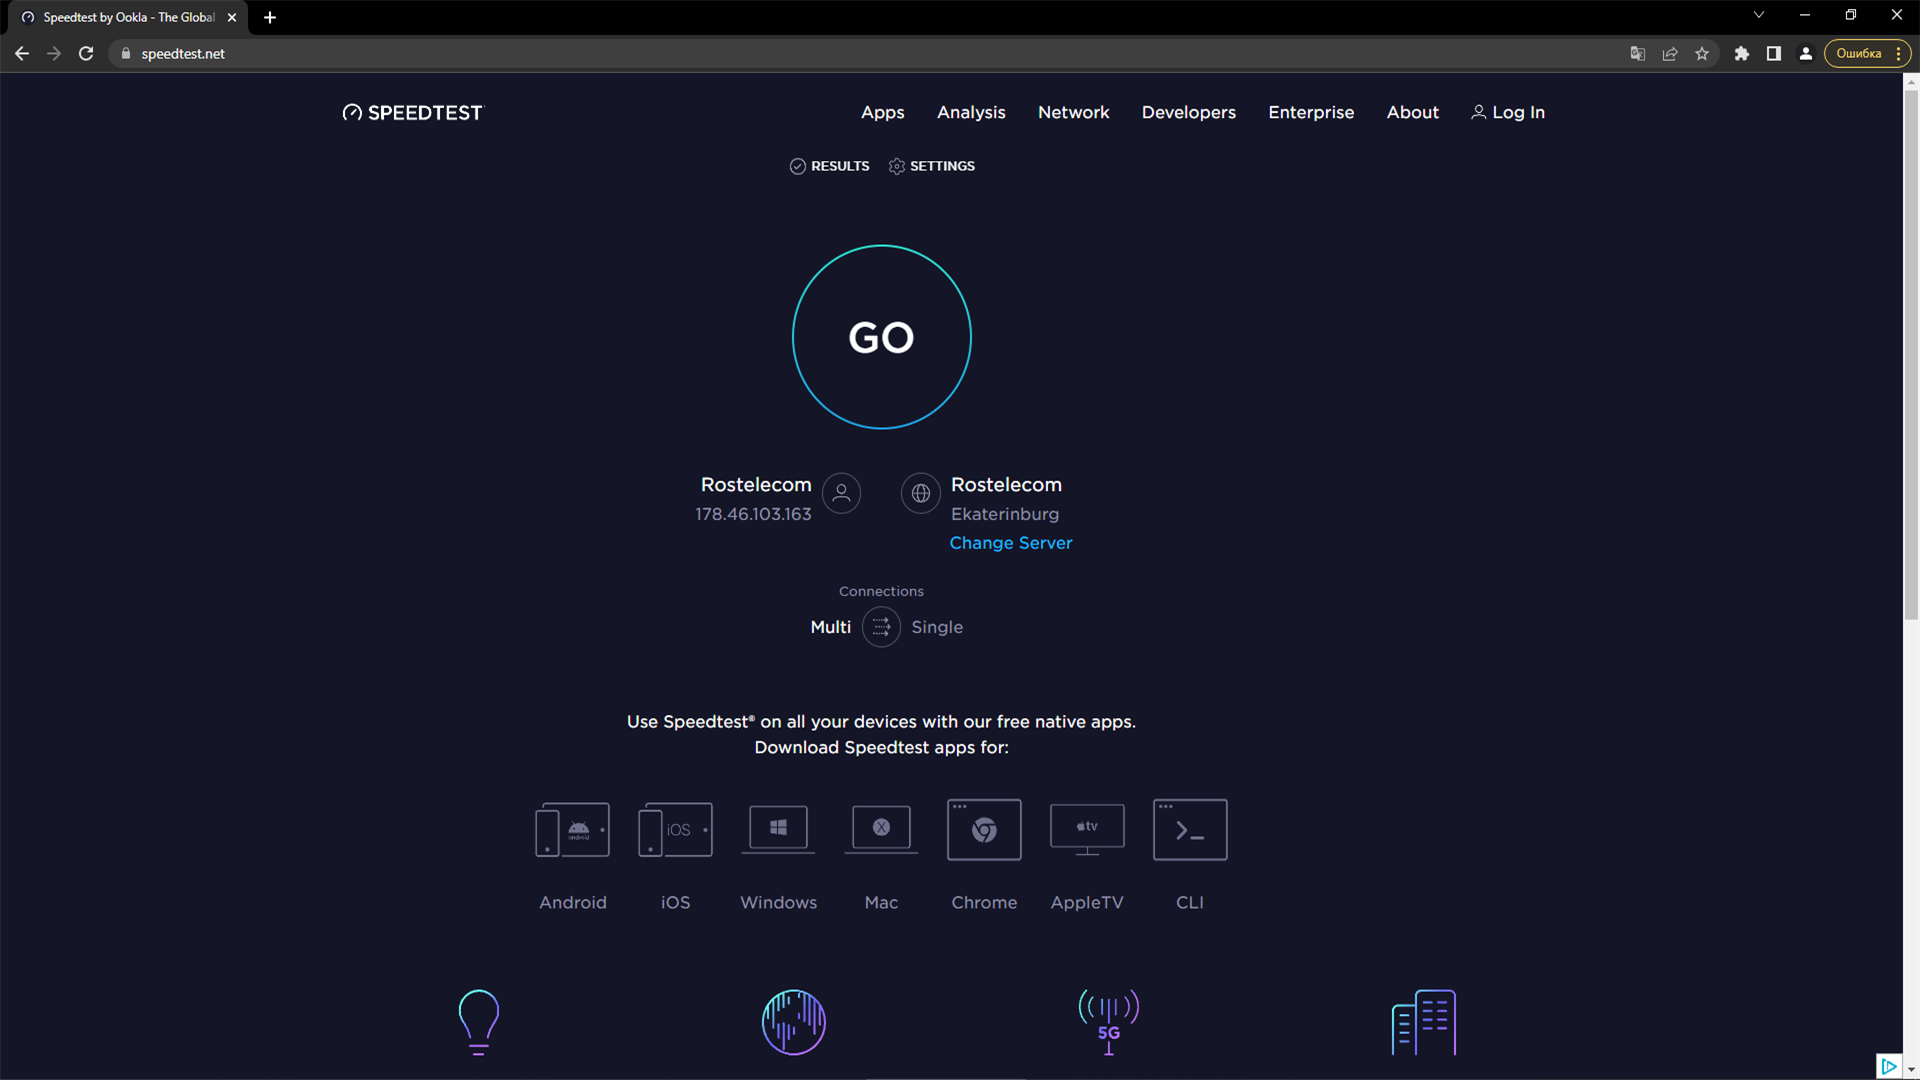 Speedtest by Ookla - The Global
speedtest.net
Ошибка
SPEEDTEST
Apps
Analysis
Network
Developers
Enterprise
About
Log In
RESULTS
SETTINGS
GO
Rostelecom
178.46.103.163
Rostelecom
Ekaterinburg
Change Server
Connections
Multi
Single
Use Speedtest® on all your devices with our free native apps.
Download Speedtest apps for:
android
iOS
X
tv
Android
iOS
Windows
Mac
Chrome
AppleTV
CLI
5G